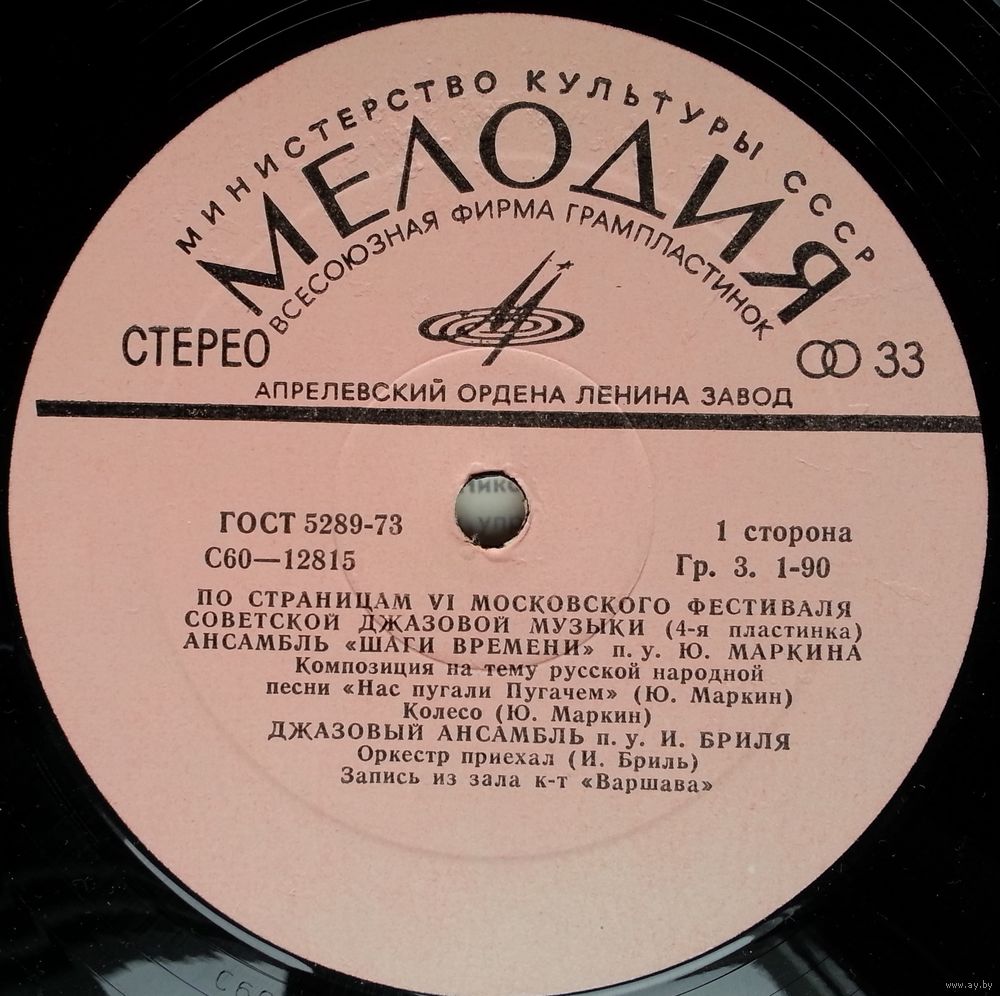 МИНИСТЕРСТВО КУЛЬТУРЫ СССР
МЕЛОДИЯ
ВСЕСОЮЗНАЯ ФИРМА ГРАМПЛАСТИНОК
СТЕРЕО
33
АПРЕЛЕВСКИЙ ОРДЕНА ЛЕНИНА ЗАВОД
ГОСТ 5289-73
1 сторона
С60—12815
Гр. 3. 1-90
ПО СТРАНИЦАМ VI МОСКОВСКОГО ФЕСТИВАЛЯ
СОВЕТСКОЙ ДЖАЗОВОЙ МУЗЫКИ (4-я пластинка)
АНСАМБЛЬ «ШАГИ ВРЕМЕНИ» п. у. Ю. МАРКИНА
Композиция на тему русской народной
песни «Нас пугали Пугачем» (Ю. Маркин)
Колесо (Ю. Маркин)
ДЖАЗОВЫЙ АНСАМБЛЬ п. у. И. БРИЛЯ
Оркестр приехал (И. Бриль)
Запись из зала к-т «Варшава»
www.ay.by